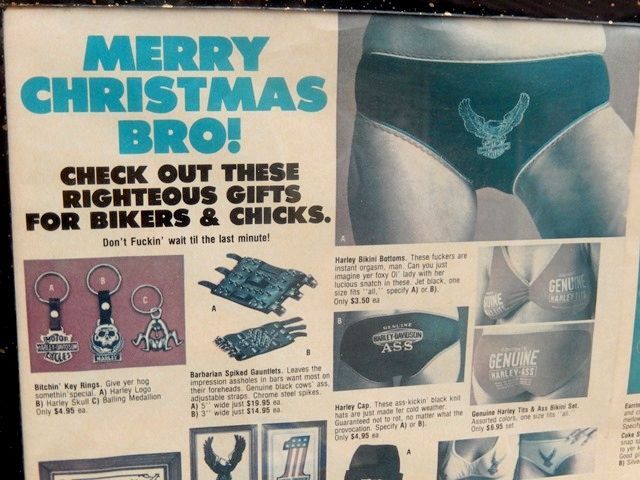 MERRY
CHRISTMAS
BRO!
CHECK OUT THESE
RIGHTEOUS GIFTS
FOR BIKERS & CHICKS.
Don't Fuckin' wait til the last minute!
A
B
C
MOTOR
HARLEY-DAVIDSON
CYCLES
Bitchin' Key Rings. Give yer hog
somethin' special. A) Harley Logo
B) Harley Skull C) Balling Medallion
Only $4.95 ea.
A
B
Barbarian Spiked Gauntlets. Leaves the
impression assholes in bars want most on
their foreheads. Genuine black cows' ass,
adjustable straps. Chrome steel spikes.
A) 5" wide just $19.95 ea.
B) 3" wide just $14.95 ea.
A
Harley Bikini Bottoms. These fuckers are
instant orgasm, man. Can you just
imagine yer foxy Ol' lady with her
lucious snatch in these. Jet black, one
size fits "all," specify A) or B).
Only $3.50 ea
B
GENUINE
HARLEY-DAVIDSON
ASS
Harley Cap. These ass-kickin' black knit
hats are just made fer cold weather.
Guaranteed not to rot, no matter what the
provocation. Specify A) or B).
Only $4.95 ea.
GENUINE
HARLEY
GENUINE
HARLEY-ASS
Genuine Harley Tits & Ass Bikini Set.
Assorted colors, one size fits "all".
Only $6.95 set
1